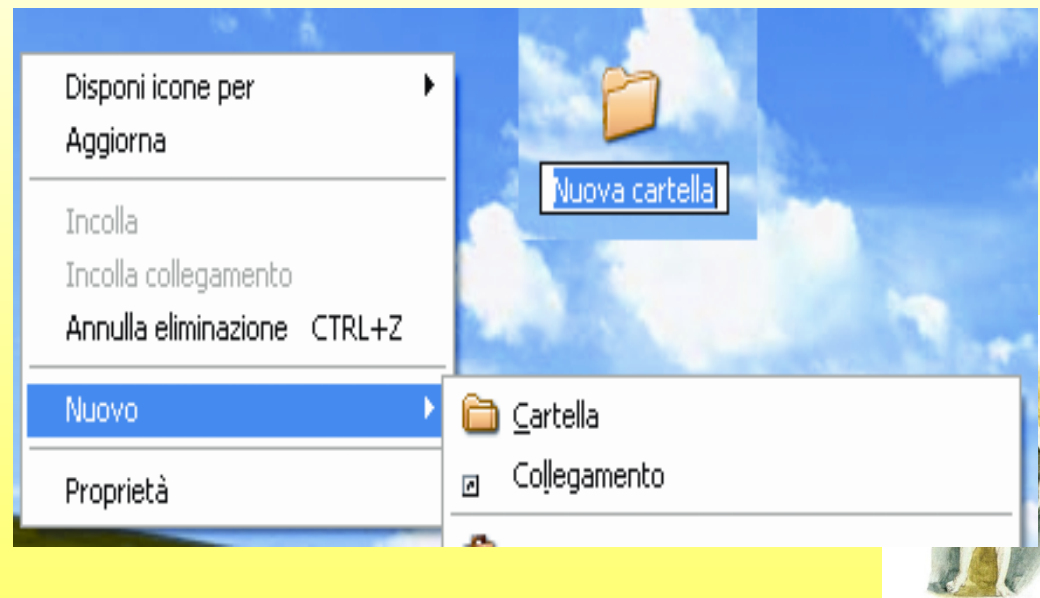 Disponi icone per
Aggiorna
Incolla
Incolla collegamento
Annulla eliminazione CTRL+Z
Nuovo
Proprietà
Nuova cartella
Cartella
Collegamento